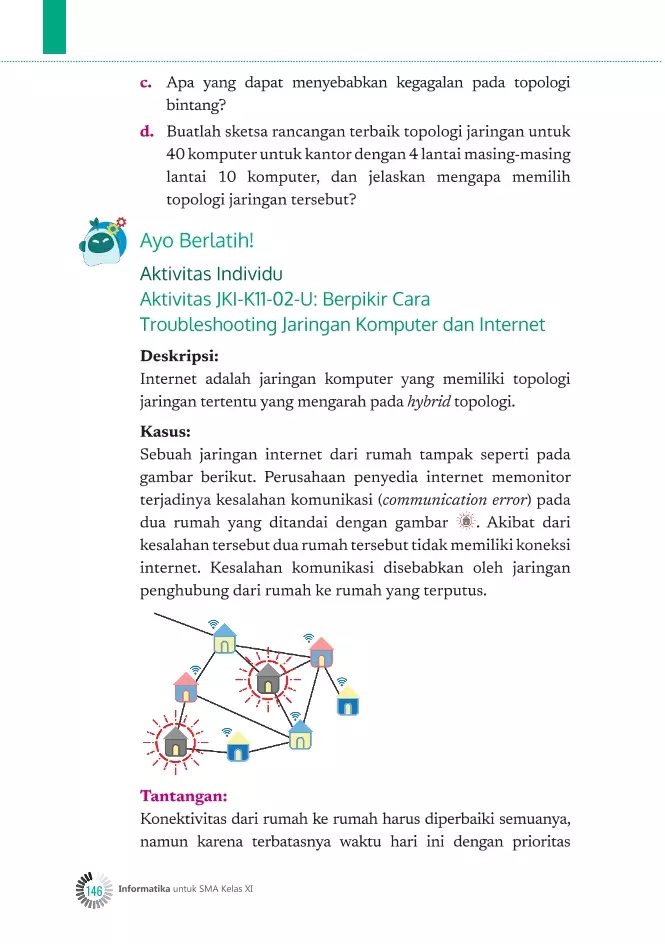 c. Apa yang dapat menyebabkan kegagalan pada topologi
bintang?
d. Buatlah sketsa rancangan terbaik topologi jaringan untuk
40 komputer untuk kantor dengan 4 lantai masing-masing
lantai 10 komputer, dan jelaskan mengapa memilih
topologi jaringan tersebut?
Ayo Berlatih!
Aktivitas Individu
Aktivitas JKI-K11-02-U: Berpikir Cara
Troubleshooting Jaringan Komputer dan Internet
Deskripsi:
Internet adalah jaringan komputer yang memiliki topologi
jaringan tertentu yang mengarah pada hybrid topologi.
Kasus:
Sebuah jaringan internet dari rumah tampak seperti pada
gambar berikut. Perusahaan penyedia internet memonitor
terjadinya kesalahan komunikasi (communication error) pada
dua rumah yang ditandai dengan gambar . Akibat dari
kesalahan tersebut dua rumah tersebut tidak memiliki koneksi
internet. Kesalahan komunikasi disebabkan oleh jaringan
penghubung dari rumah ke rumah yang terputus.
Tantangan:
Konektivitas dari rumah ke rumah harus diperbaiki semuanya,
namun karena terbatasnya waktu hari ini dengan prioritas
146 Informatika untuk SMA Kelas XI